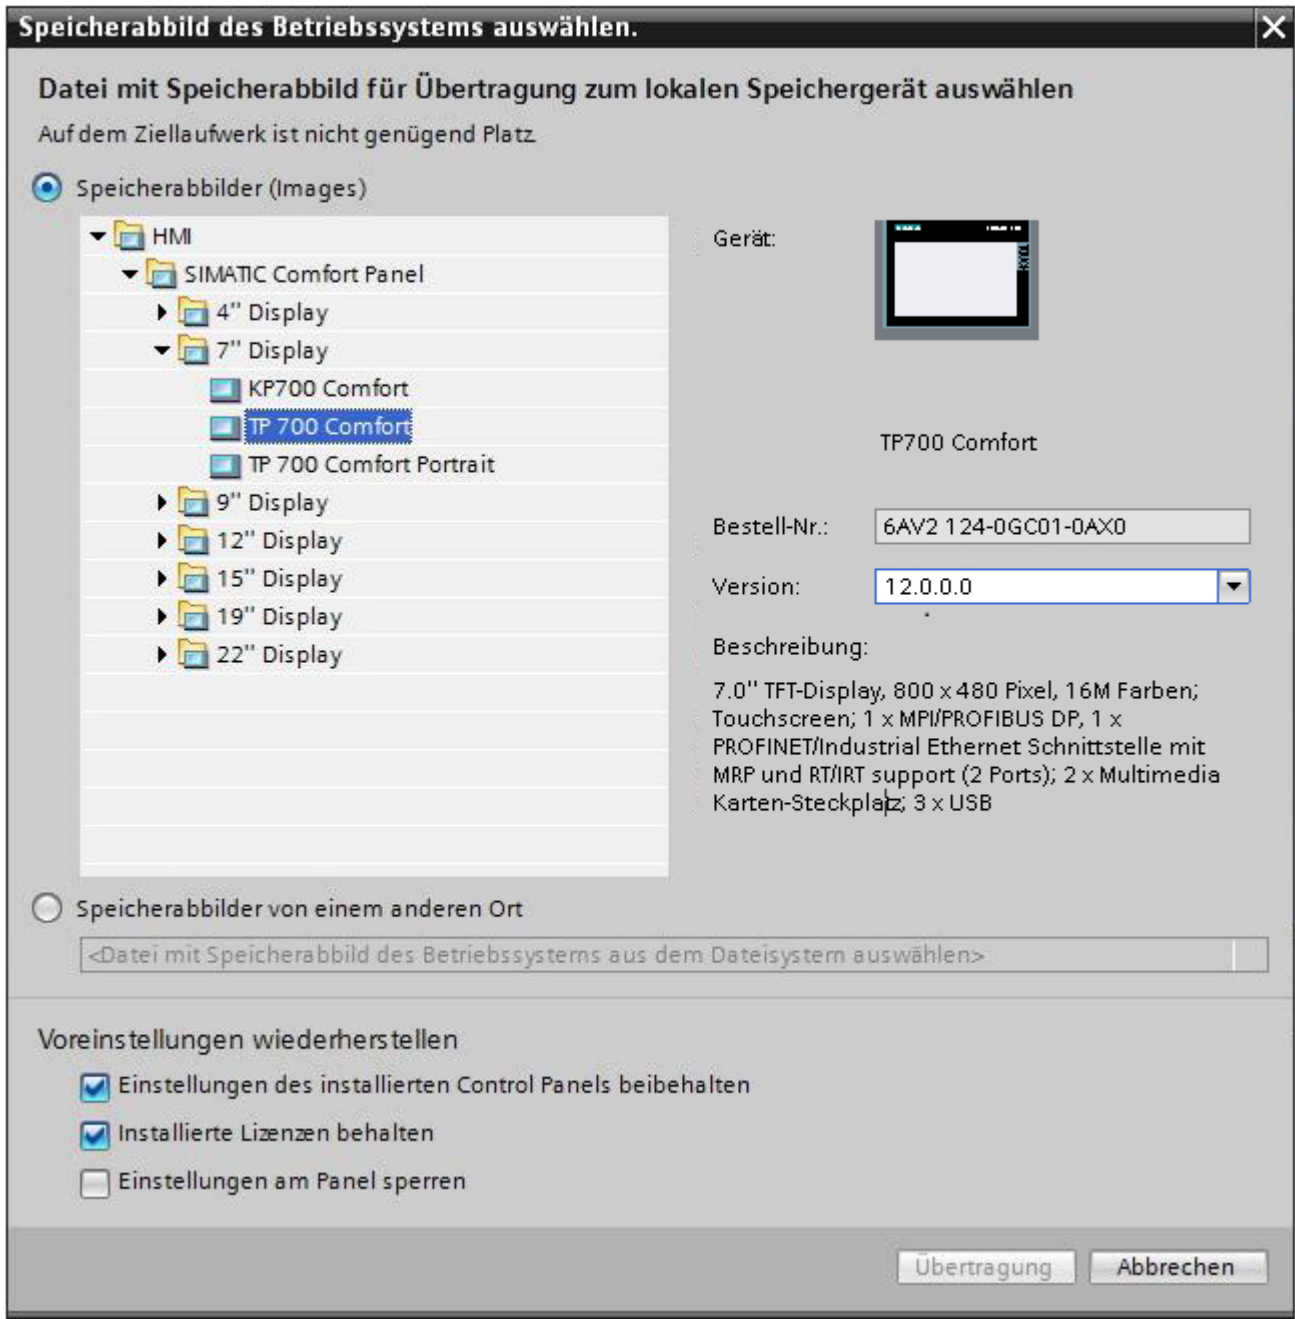 Speicherabbild des Betriebssystems auswählen.
Datei mit Speicherabbild für Übertragung zum lokalen Speichergerät auswählen
Auf dem Ziellaufwerk ist nicht genügend Platz
Speicherabbilder (Images)
HMI
SIMATIC Comfort Panel
4'' Display
7'' Display
KP700 Comfort
TP 700 Comfort
TP 700 Comfort Portrait
9'' Display
12'' Display
15'' Display
19'' Display
22'' Display
Gerät:
TP700 Comfort
Bestell-Nr.: 6AV2 124-0GC01-0AX0
Version: 12.0.0.0
Beschreibung:
7.0'' TFT-Display, 800 x 480 Pixel, 16M Farben;
Touchscreen; 1 x MPI/PROFIBUS DP, 1 x
PROFINET/Industrial Ethernet Schnittstelle mit
MRP und RT/IRT support (2 Ports); 2 x Multimedia
Karten-Steckplatz; 3 x USB
Speicherabbilder von einem anderen Ort
<Datei mit Speicherabbild des Betriebssystems aus dem Dateisystem auswählen>
Voreinstellungen wiederherstellen
Einstellungen des installierten Control Panels beibehalten
Installierte Lizenzen behalten
Einstellungen am Panel sperren
Übertragung
Abbrechen